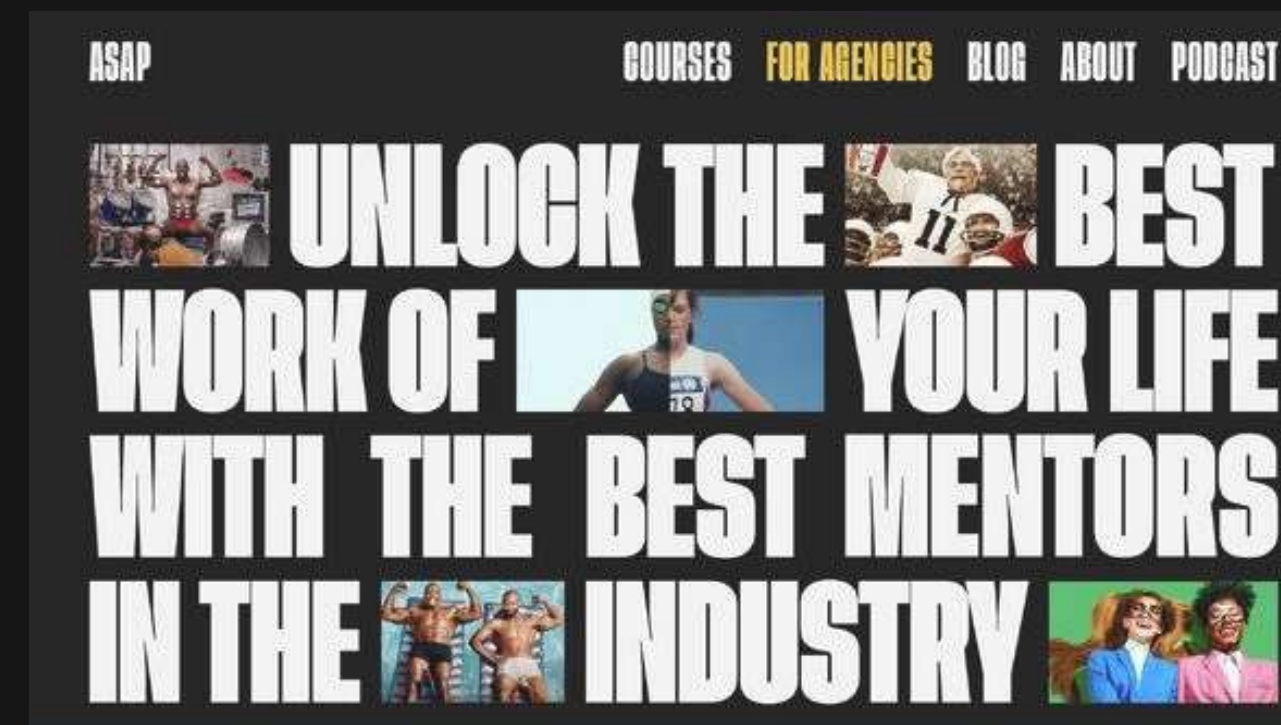 ASAP COURSES FOR AGENCIES BLOG ABOUT PODCAST
UNLOCK THE BEST
11
WORK OF YOUR LIFE
WITH THE BEST MENTORS
IN THE INDUSTRY